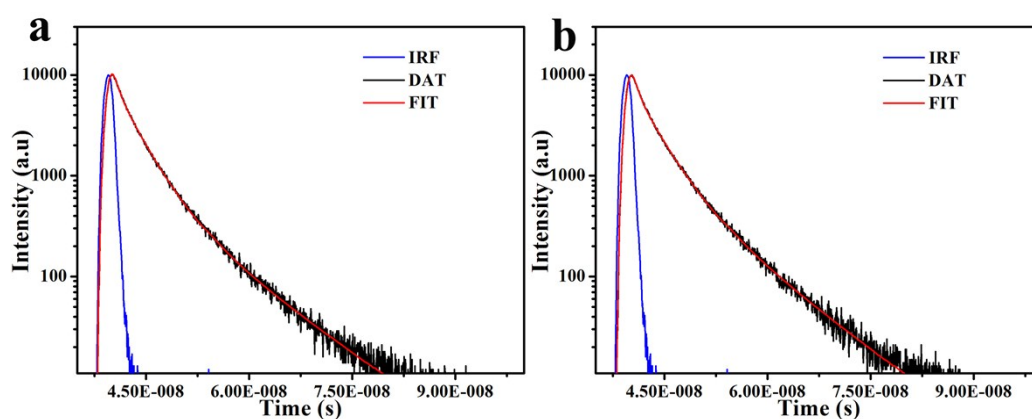 a
IRF
DAT
FIT
10000
1000
100
Intensity (a.u)
4.50E-008
6.00E-008
7.50E-008
9.00E-008
Time (s)
b
IRF
DAT
FIT
10000
1000
100
Intensity (a.u)
4.50E-008
6.00E-008
7.50E-008
9.00E-008
Time (s)